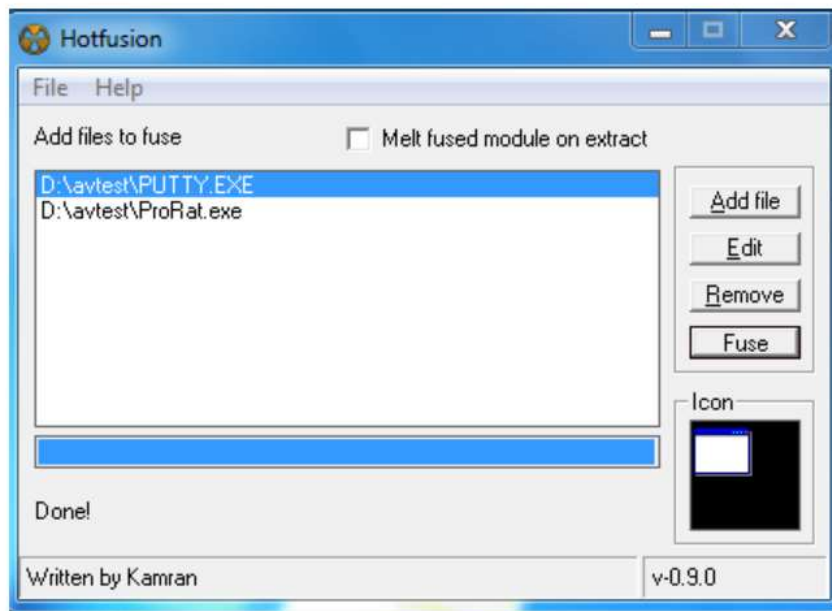 Hotfusion
File Help
Add files to fuse
Melt fused module on extract
D:\avtest\PUTTY.EXE
D:\avtest\ProRat.exe
Add file
Edit
Remove
Fuse
Icon
Done!
Written by Kamran
v-0.9.0